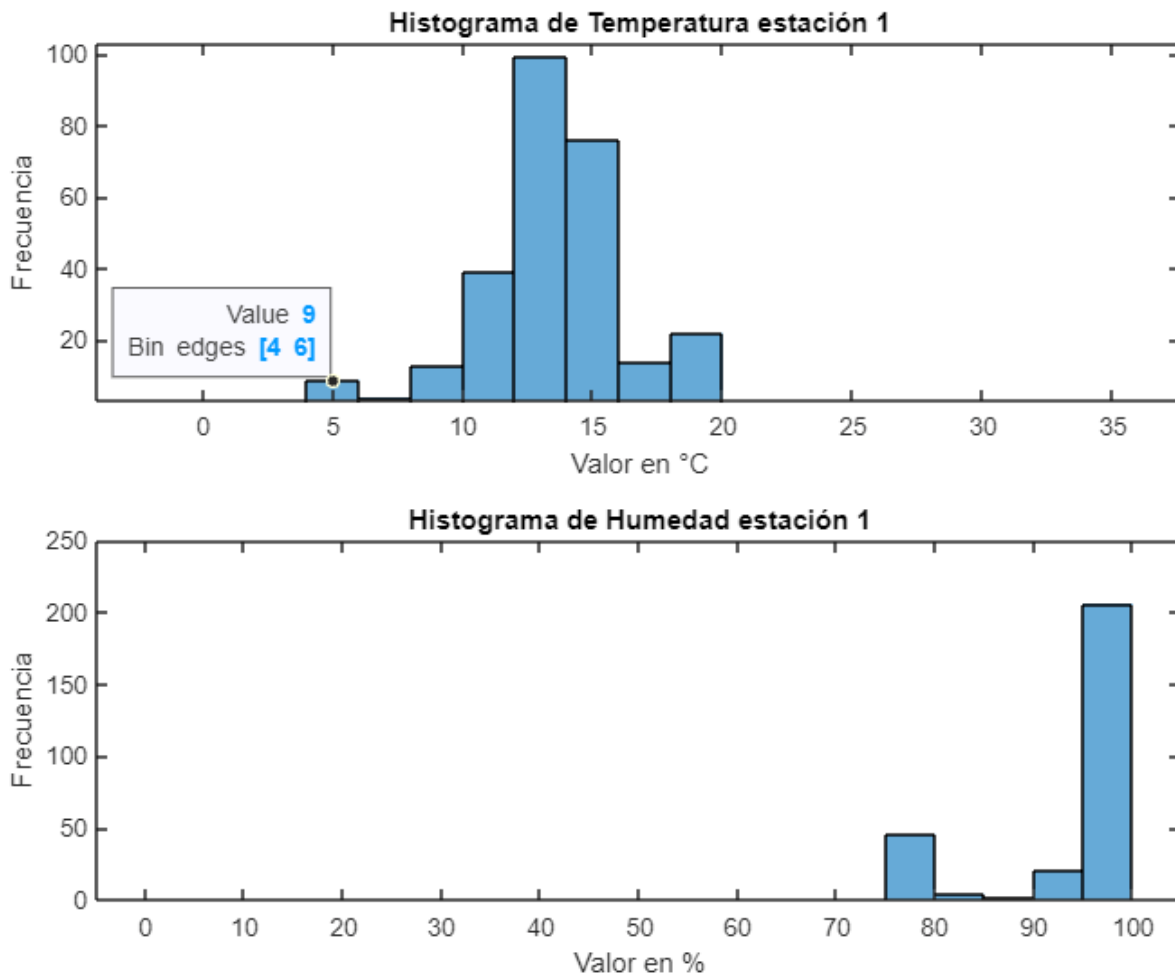 Histograma de Temperatura estación 1
100
80
60
40
20
Frecuencia
Value 9
Bin edges [4 6]
0 5 10 15 20 25 30 35
Valor en °C
Histograma de Humedad estación 1
250
200
150
100
50
0
Frecuencia
0 10 20 30 40 50 60 70 80 90 100
Valor en %